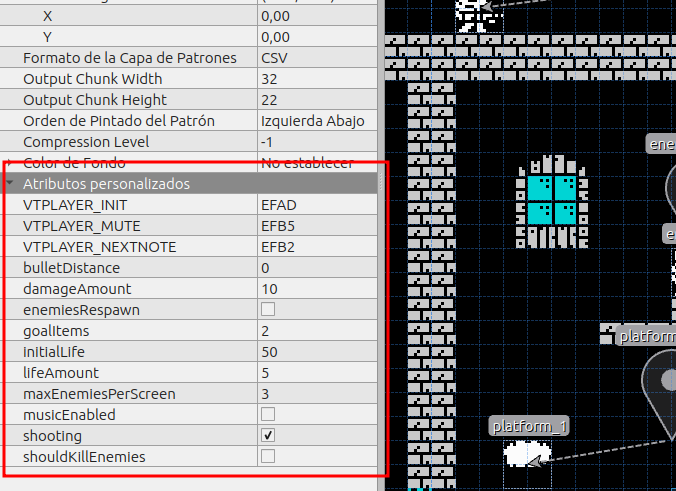 X 0,00
Y 0,00
Formato de la Capa de Patrones CSV
Output Chunk Width 32
Output Chunk Height 22
Orden de Pintado del Patrón Izquierda Abajo
Compression Level -1
Color de Fondo No establecer
Atributos personalizados
VTPLAYER_INIT EFAD
VTPLAYER_MUTE EFB5
VTPLAYER_NEXTNOTE EFB2
bulletDistance 0
damageAmount 10
enemiesRespawn
goalItems 2
initialLife 50
lifeAmount 5
maxEnemiesPerScreen 3
musicEnabled
shooting
shouldKillEnemies
ene
e
platform
platform_1